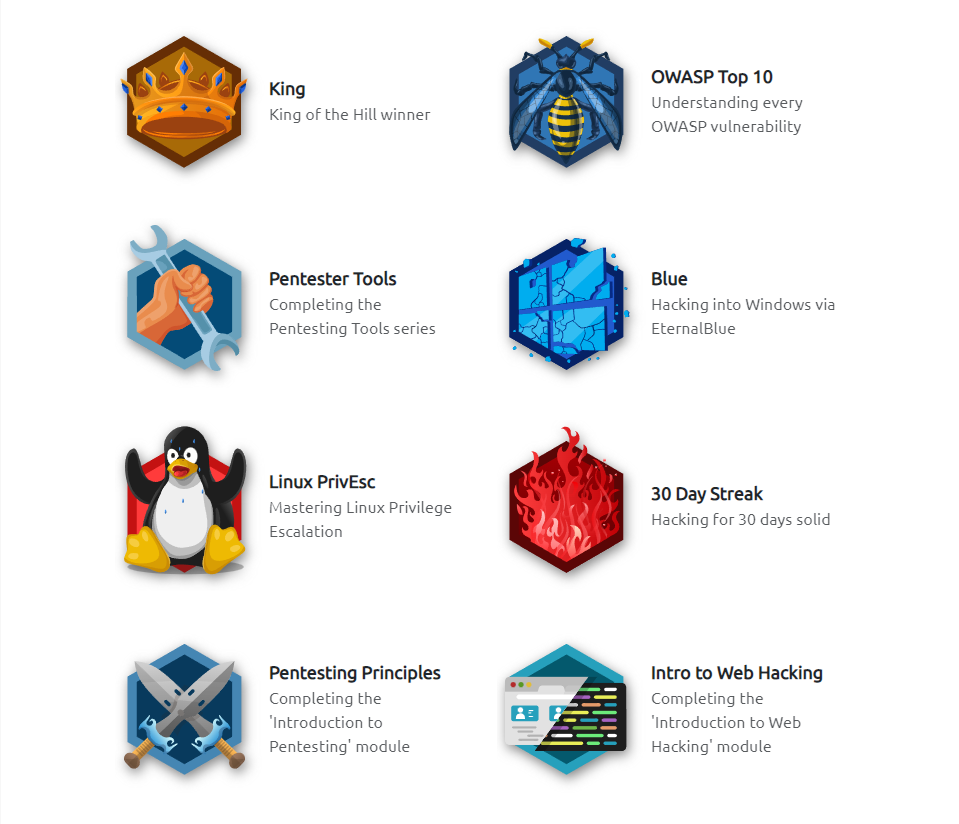 King
King of the Hill winner
OWASP Top 10
Understanding every
OWASP vulnerability
Pentester Tools
Completing the
Pentesting Tools series
Blue
Hacking into Windows via
EternalBlue
Linux PrivEsc
Mastering Linux Privilege
Escalation
30 Day Streak
Hacking for 30 days solid
Pentesting Principles
Completing the
'Introduction to
Pentesting' module
Intro to Web Hacking
Completing the
'Introduction to Web
Hacking' module